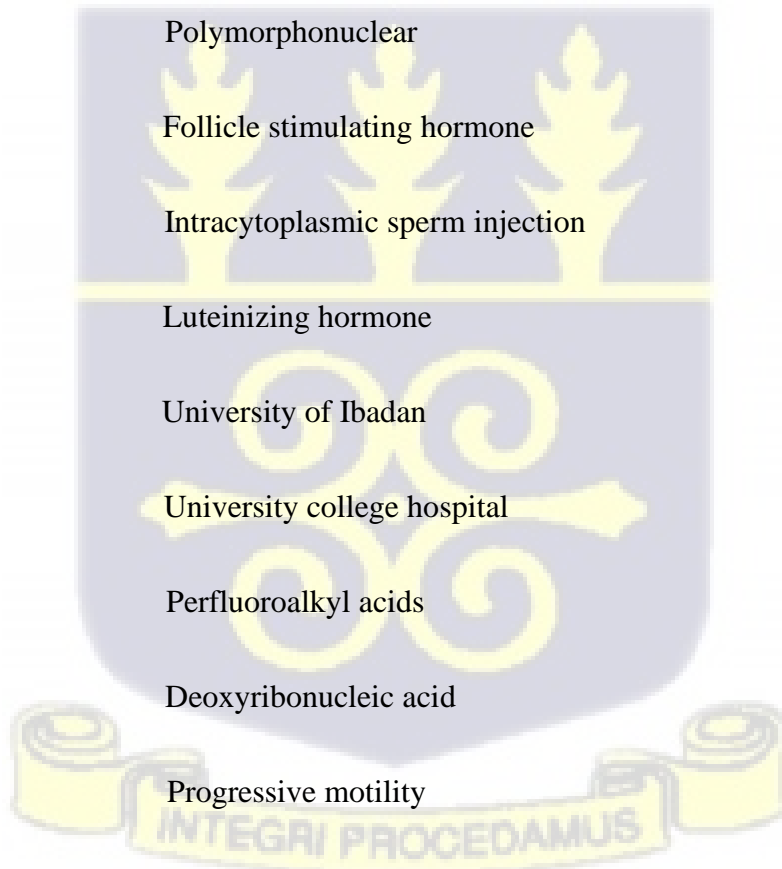 Polymorphonuclear
Follicle stimulating hormone
Intracytoplasmic sperm injection
Luteinizing hormone
University of Ibadan
University college hospital
Perfluoroalkyl acids
Deoxyribonucleic acid
Progressive motility
INTEGRI PROCEDAMUS